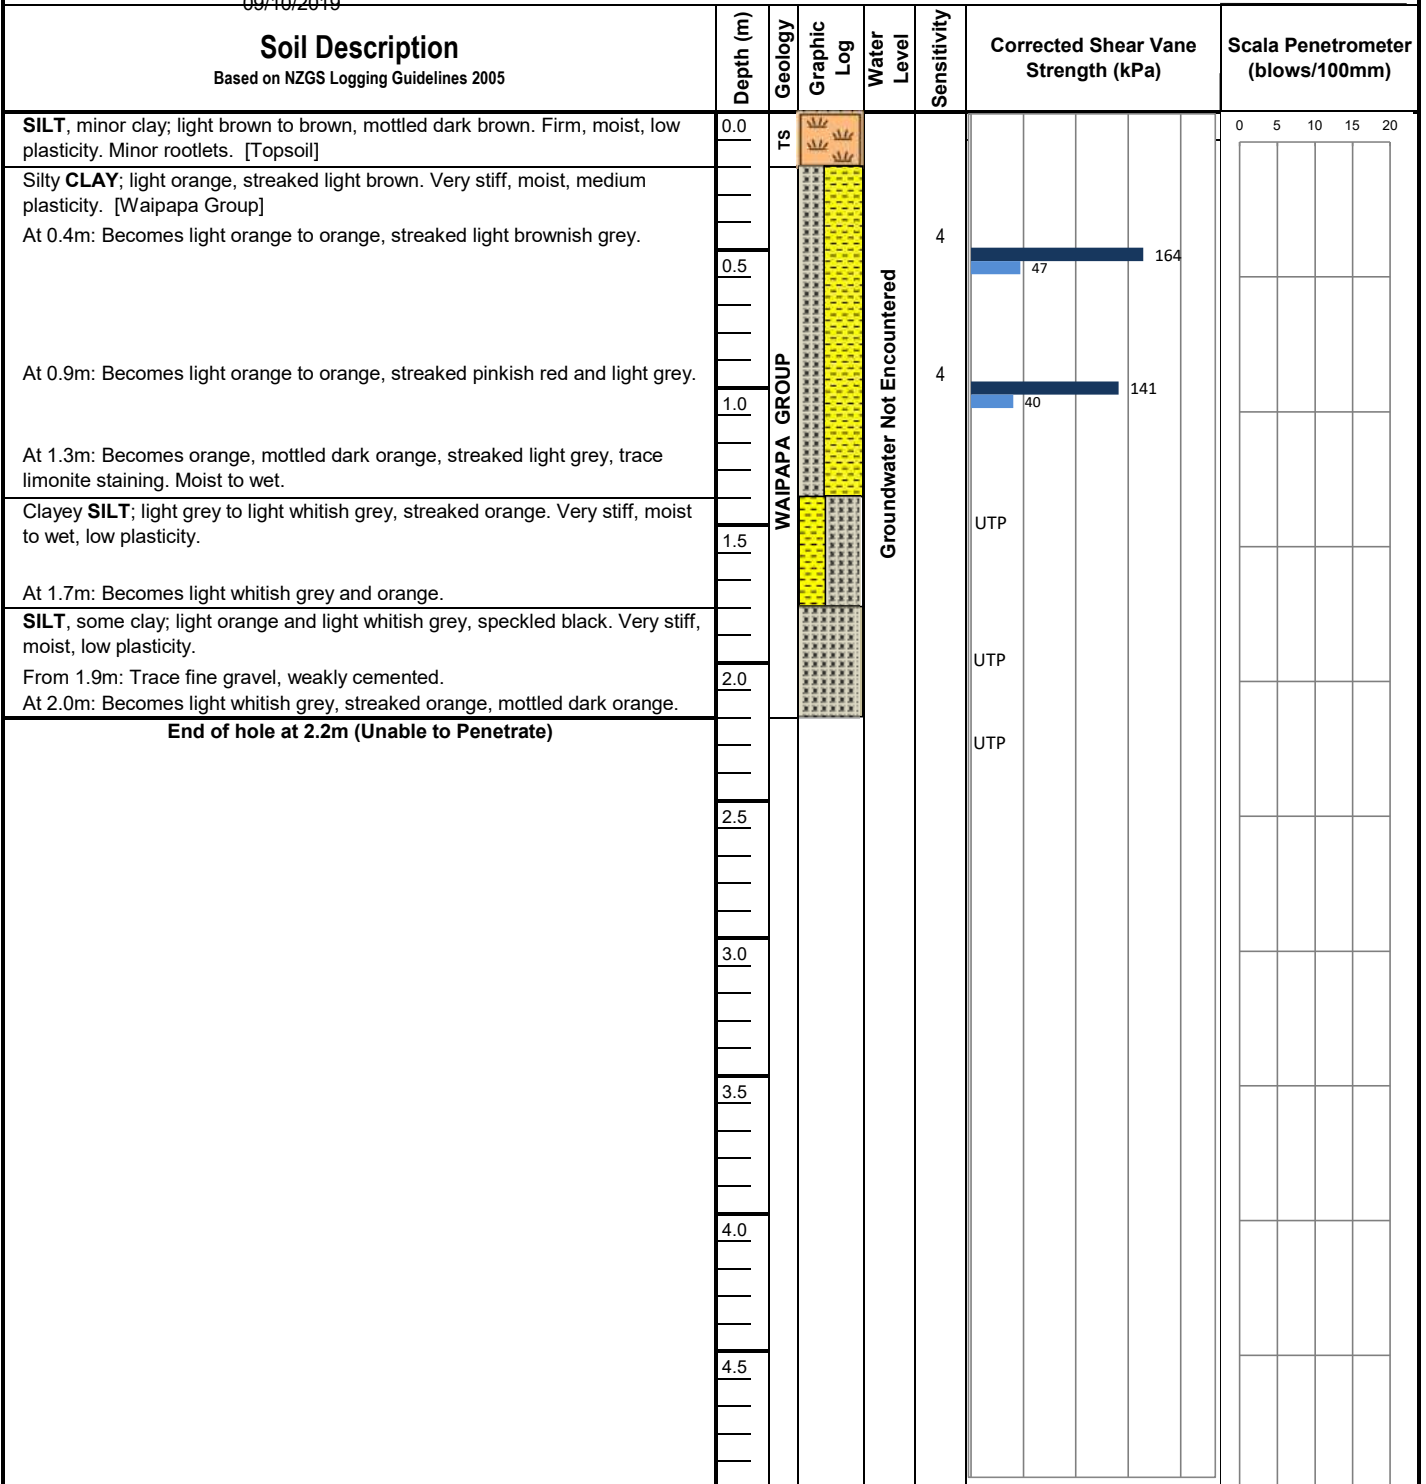 09/10/2019
Soil Description
Based on NZGS Logging Guidelines 2005
Depth (m)
Geology
Graphic
Log
Water
Level
Sensitivity
Corrected Shear Vane
Strength (kPa)
Scala Penetrometer
(blows/100mm)
0 5 10 15 20
SILT, minor clay; light brown to brown, mottled dark brown. Firm, moist, low
plasticity. Minor rootlets. [Topsoil]
0.0
TS
Silty CLAY; light orange, streaked light brown. Very stiff, moist, medium
plasticity. [Waipapa Group]
At 0.4m: Becomes light orange to orange, streaked light brownish grey.
4
164
47
0.5
At 0.9m: Becomes light orange to orange, streaked pinkish red and light grey.
4
141
40
1.0
WAIPAPA GROUP
Groundwater Not Encountered
At 1.3m: Becomes orange, mottled dark orange, streaked light grey, trace
limonite staining. Moist to wet.
Clayey SILT; light grey to light whitish grey, streaked orange. Very stiff, moist
to wet, low plasticity.
UTP
1.5
At 1.7m: Becomes light whitish grey and orange.
SILT, some clay; light orange and light whitish grey, speckled black. Very stiff,
moist, low plasticity.
UTP
From 1.9m: Trace fine gravel, weakly cemented.
2.0
At 2.0m: Becomes light whitish grey, streaked orange, mottled dark orange.
End of hole at 2.2m (Unable to Penetrate)
UTP
2.5
3.0
3.5
4.0
4.5